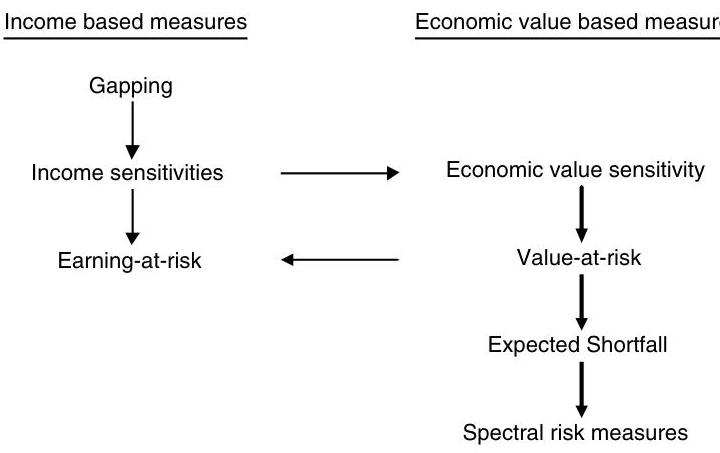 Income based measures
Economic value based measur
Gapping
Income sensitivities
Economic value sensitivity
Earning-at-risk
Value-at-risk
Expected Shortfall
Spectral risk measures